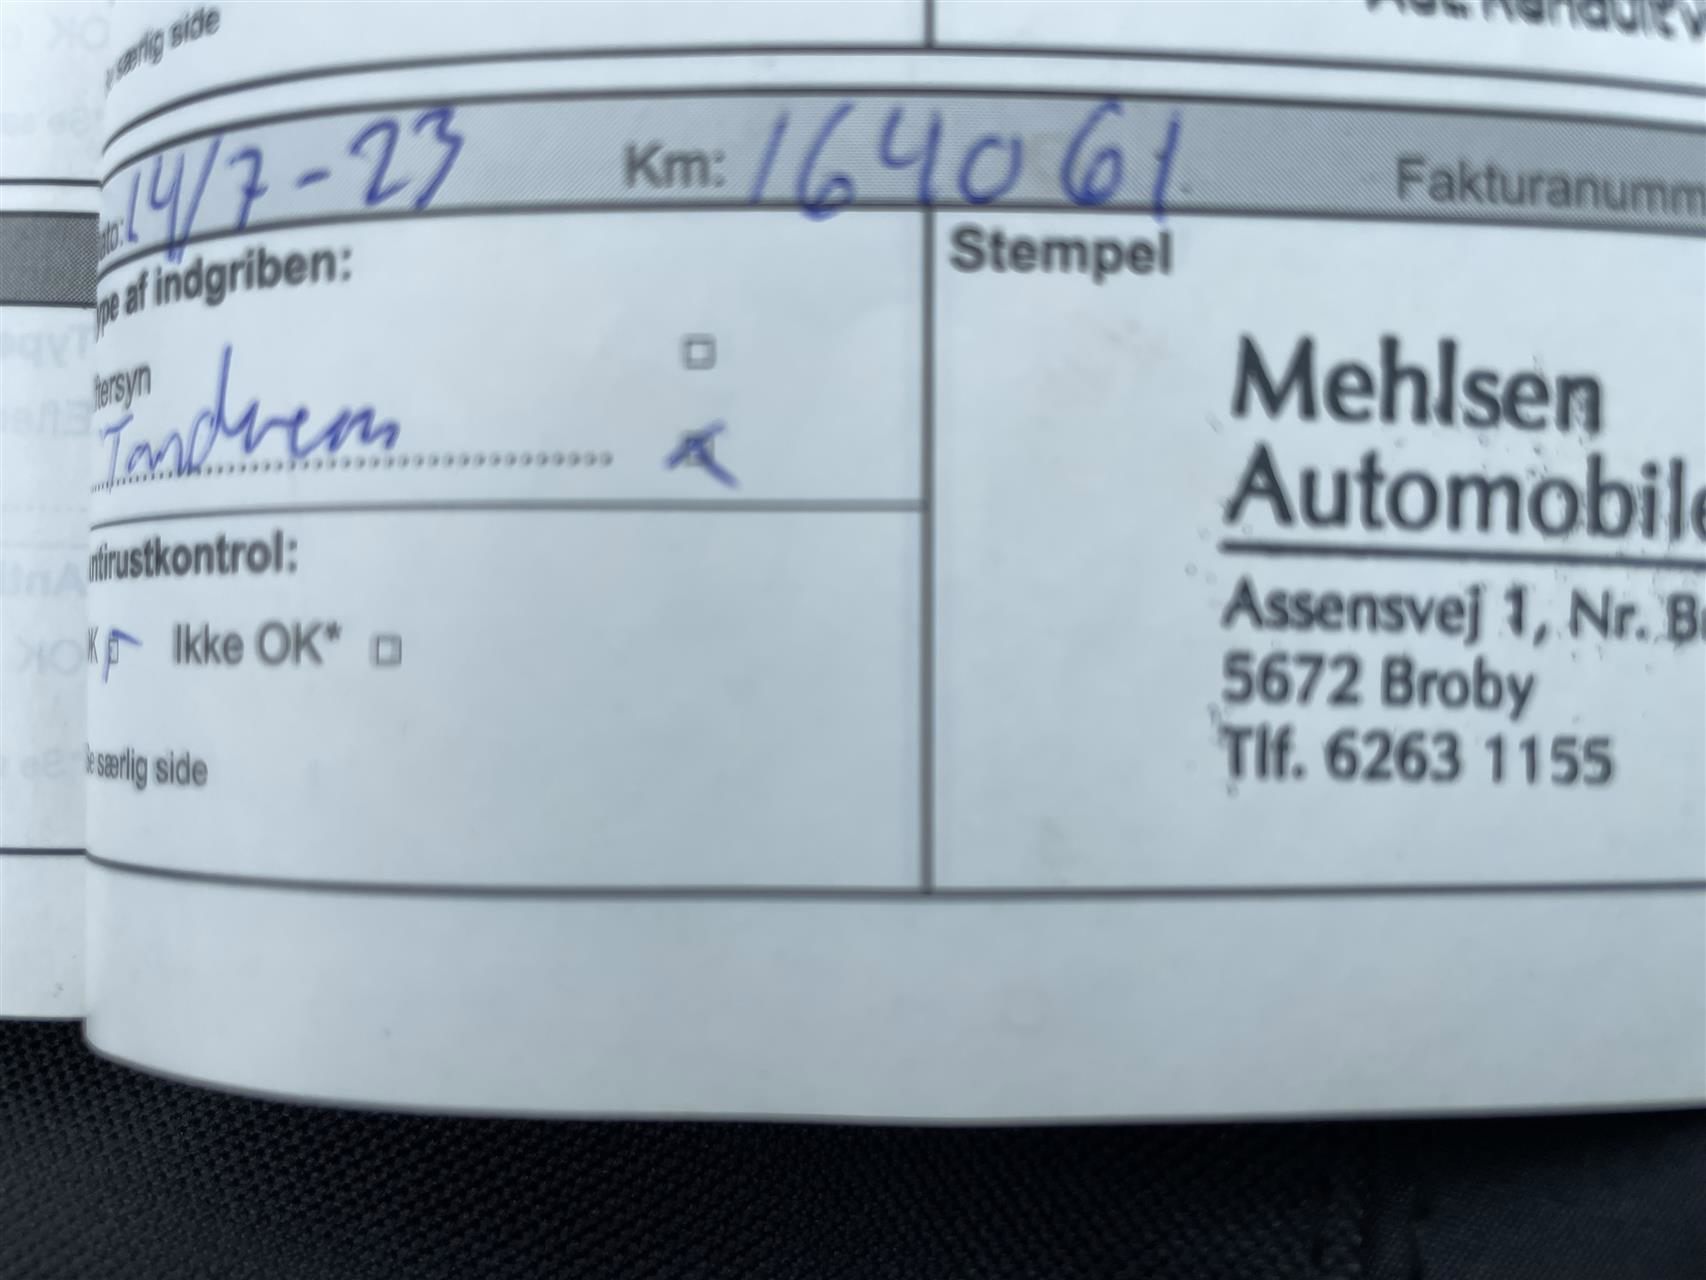 særlig side
14/7-23 Km: 164061 Fakturanumm
ype af indgriben:
Stempel
ftersyn
Tandrem
Mehlsen
Automobile
ntirustkontrol:
K Ikke OK*
Assensvej 1, Nr. B
5672 Broby
Tlf. 6263 1155
e særlig side